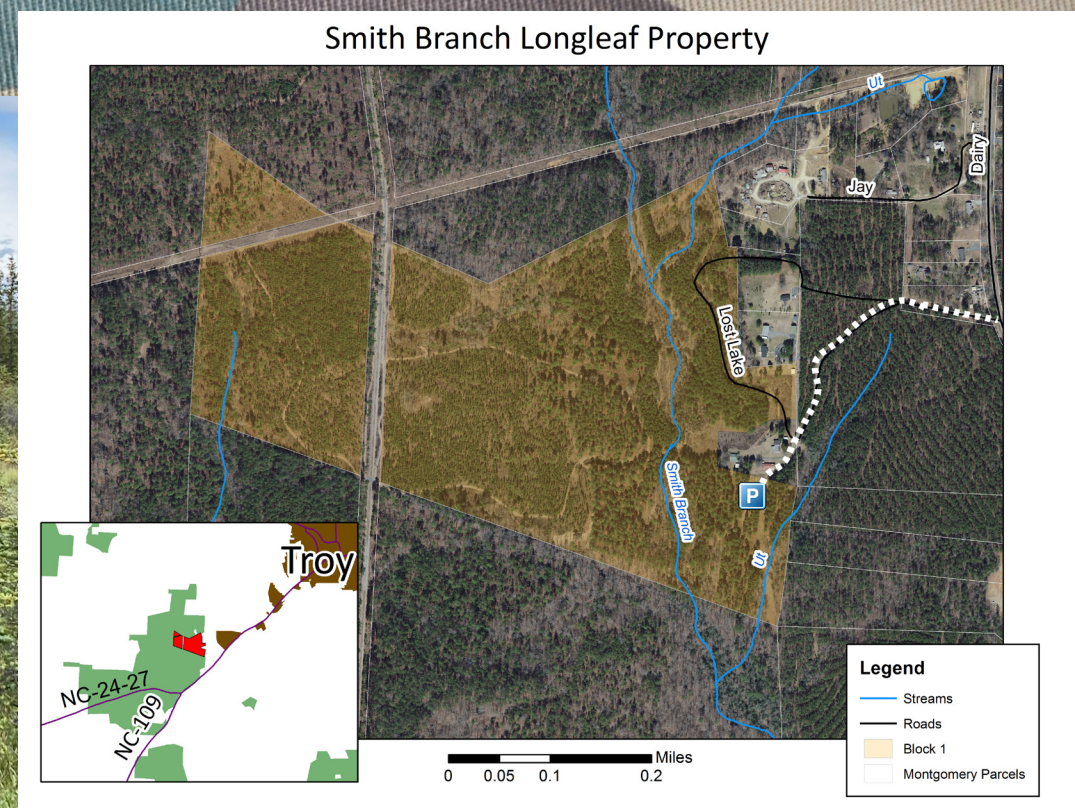 Smith Branch Longleaf Property
Ut
Dairy
Jay
Lost Lake
P
Smith Branch
Ut
Troy
NC-24-27
NC-109
Legend
Streams
Roads
Block 1
Montgomery Parcels
Miles
0 0.05 0.1 0.2